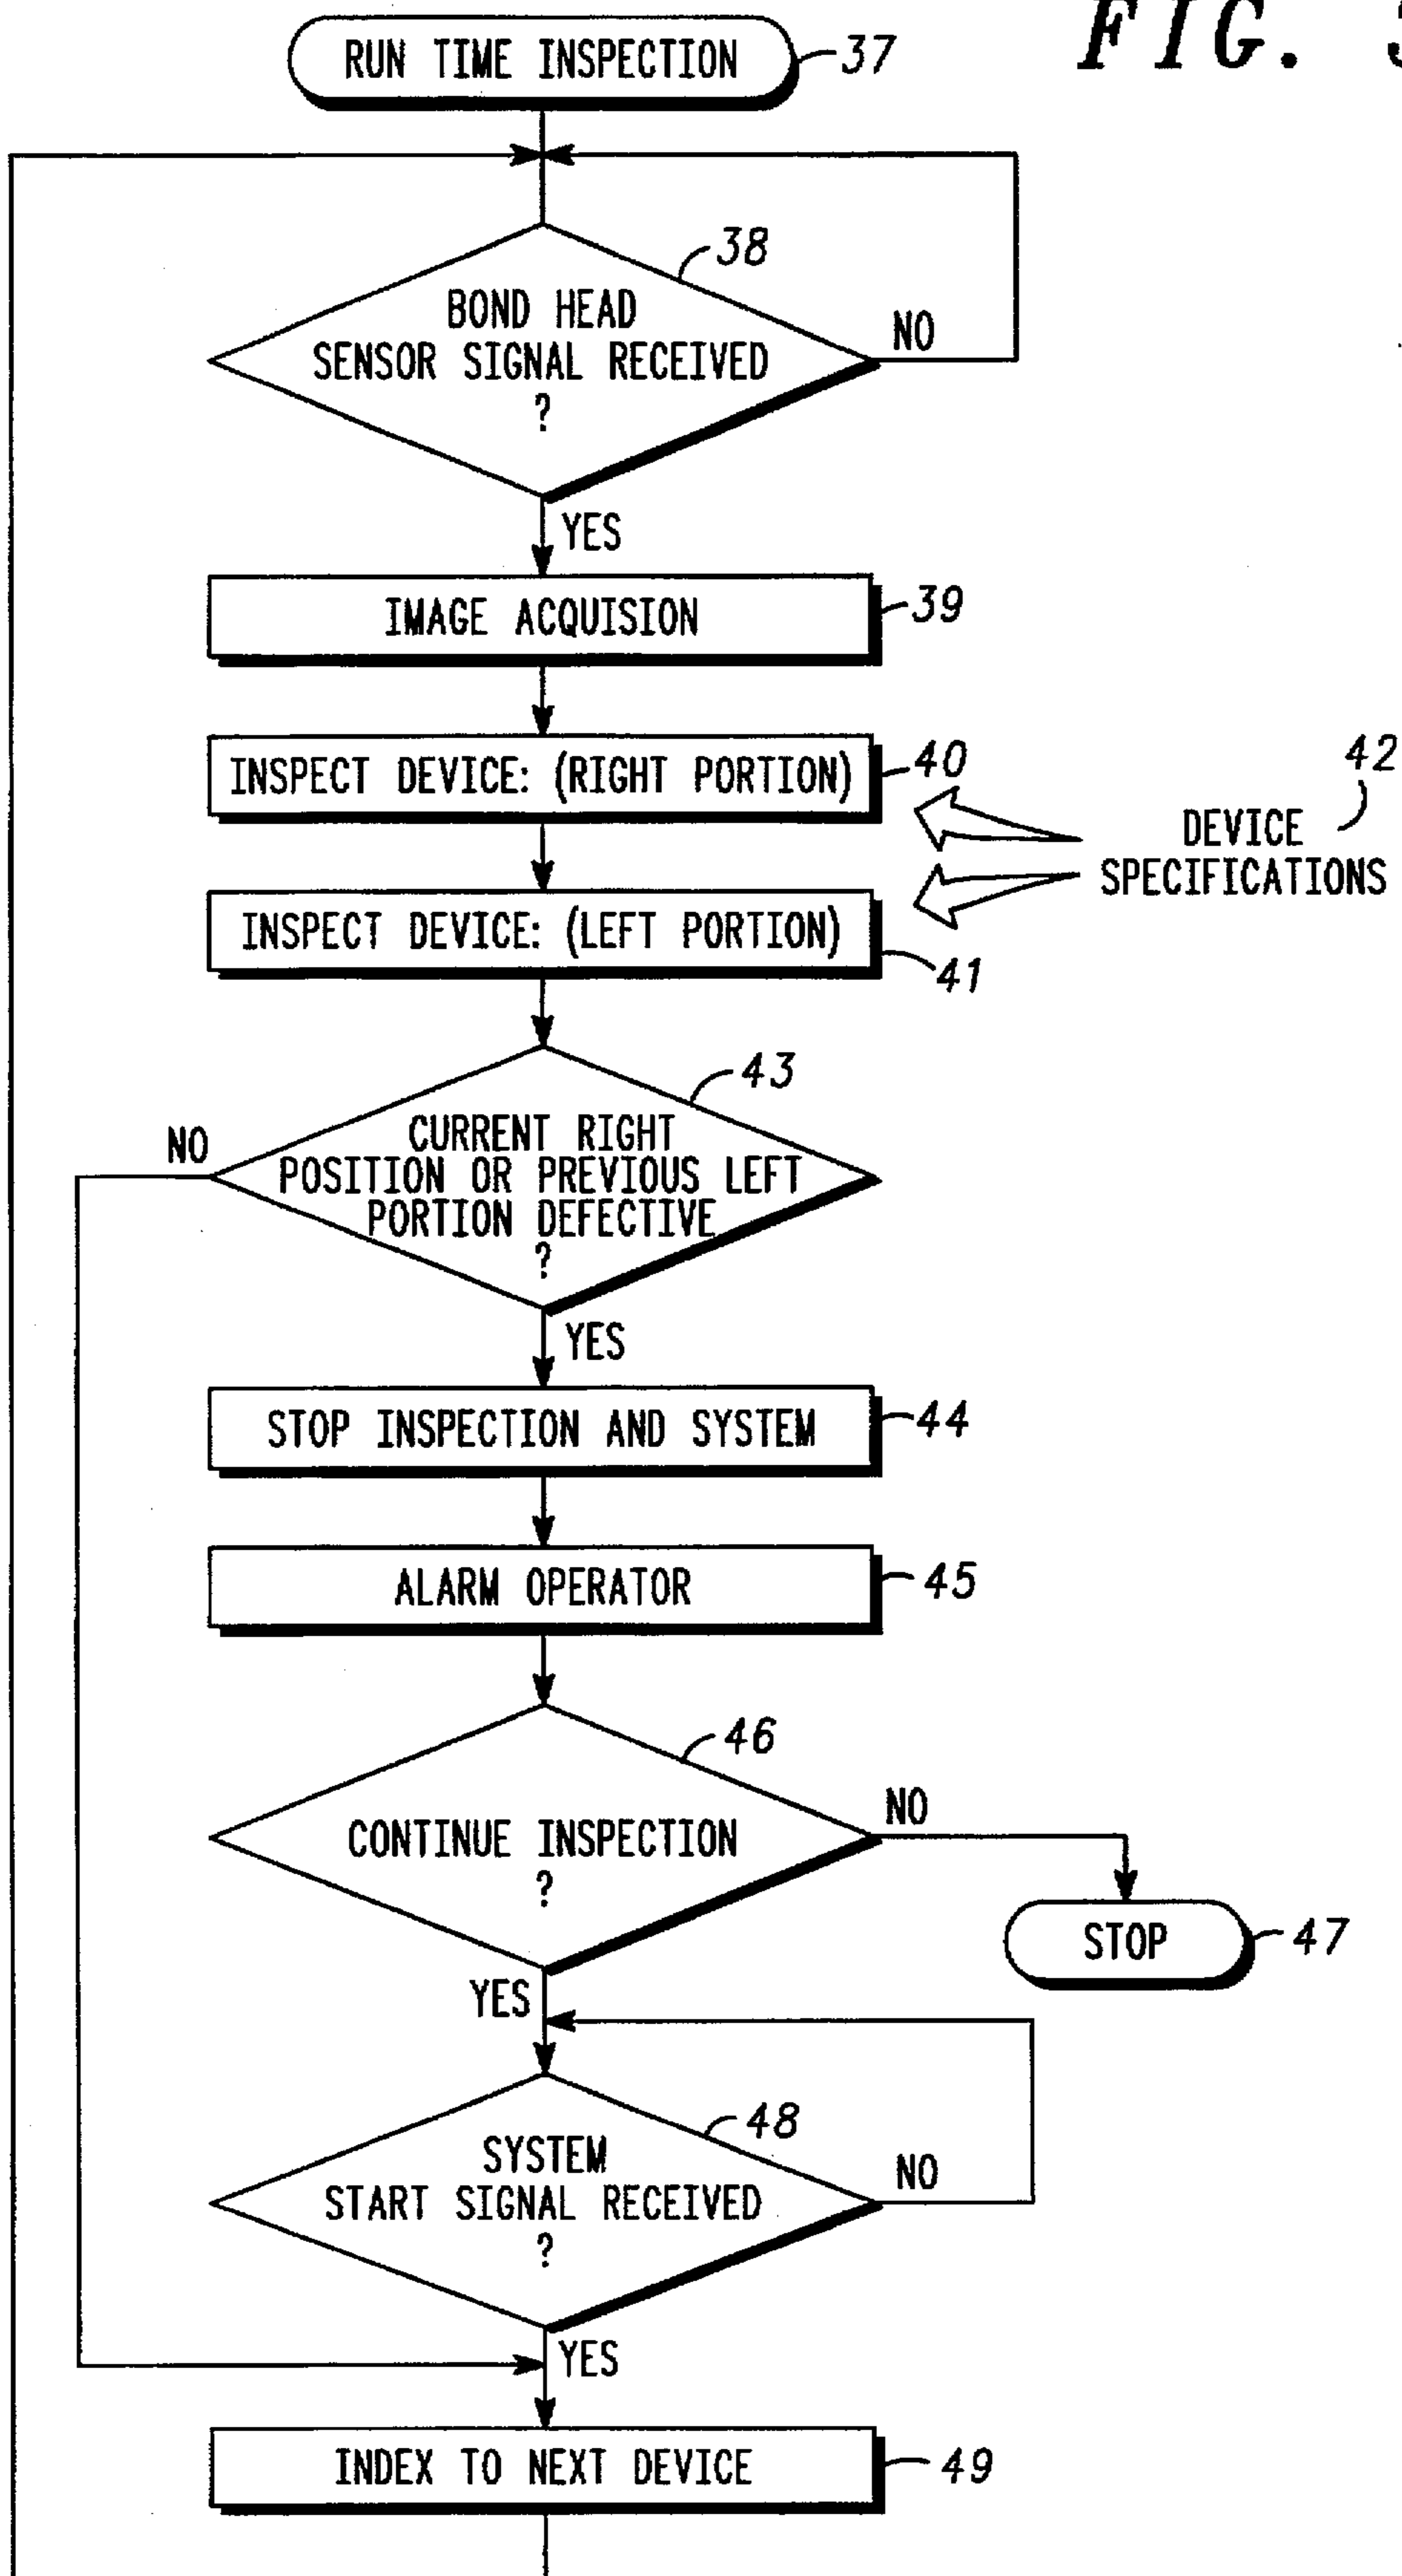 FIG. 3
RUN TIME INSPECTION
37
38
BOND HEAD
SENSOR SIGNAL RECEIVED
?
NO
YES
IMAGE ACQUISION
39
INSPECT DEVICE: (RIGHT PORTION)
40
42
DEVICE
SPECIFICATIONS
INSPECT DEVICE: (LEFT PORTION)
41
43
NO
CURRENT RIGHT
POSITION OR PREVIOUS LEFT
PORTION DEFECTIVE
?
YES
STOP INSPECTION AND SYSTEM
44
ALARM OPERATOR
45
46
CONTINUE INSPECTION
?
NO
STOP
47
YES
48
SYSTEM
START SIGNAL RECEIVED
?
NO
YES
INDEX TO NEXT DEVICE
49